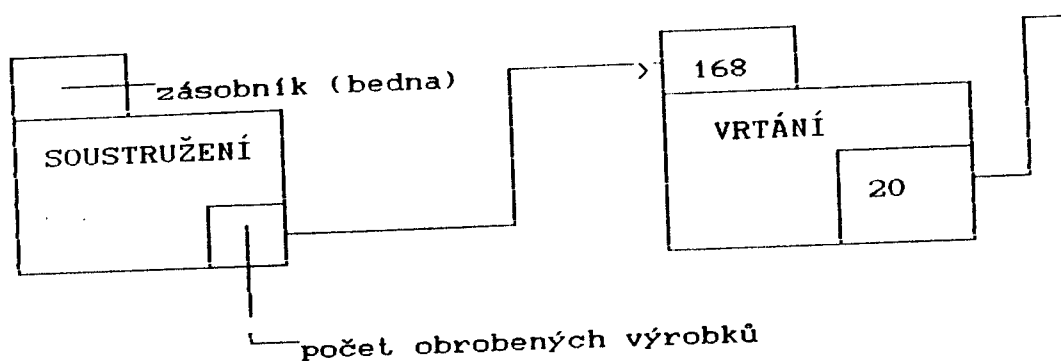 168
zásobník (bedna)
VRTÁNÍ
SOUSTRUŽENÍ
20
počet obrobených výrobků